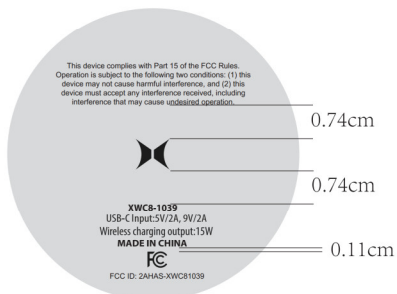 This device complies with Part 15 of the FCC Rules.
Operation is subject to the following two conditions: (1) this
device may not cause harmful interference, and (2) this
device must accept any interference received, including
interference that may cause undesired operation.
0.74cm
0.74cm
XWC8-1039
USB-C Input:5V/2A, 9V/2A
Wireless charging output:15W
MADE IN CHINA
0.11cm
FC
FCC ID: 2AHAS-XWC81039